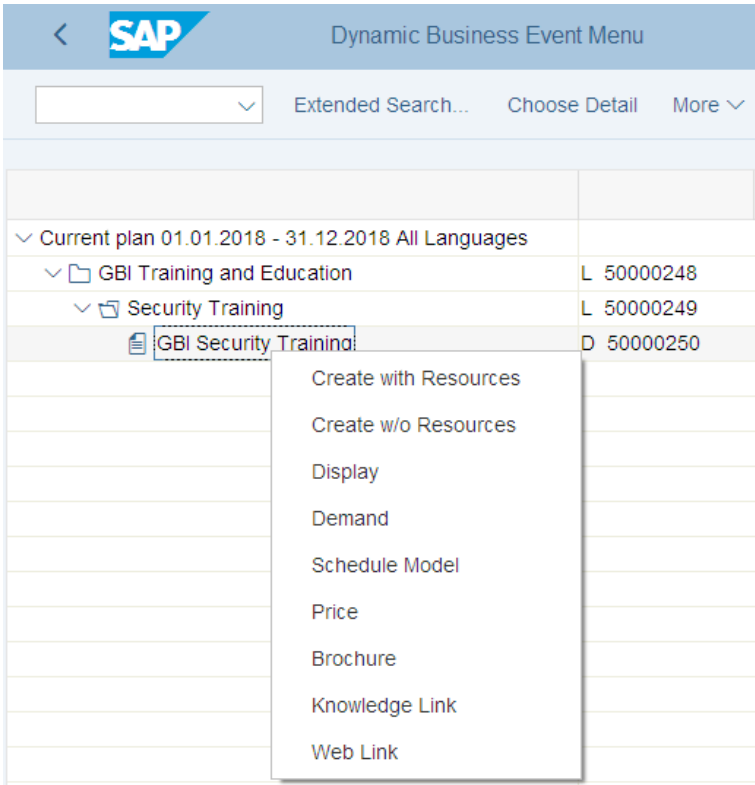 SAP Dynamic Business Event Menu
Extended Search... Choose Detail More
Current plan 01.01.2018 - 31.12.2018 All Languages
GBI Training and Education L 50000248
Security Training L 50000249
GBI Security Training D 50000250
Create with Resources
Create w/o Resources
Display
Demand
Schedule Model
Price
Brochure
Knowledge Link
Web Link